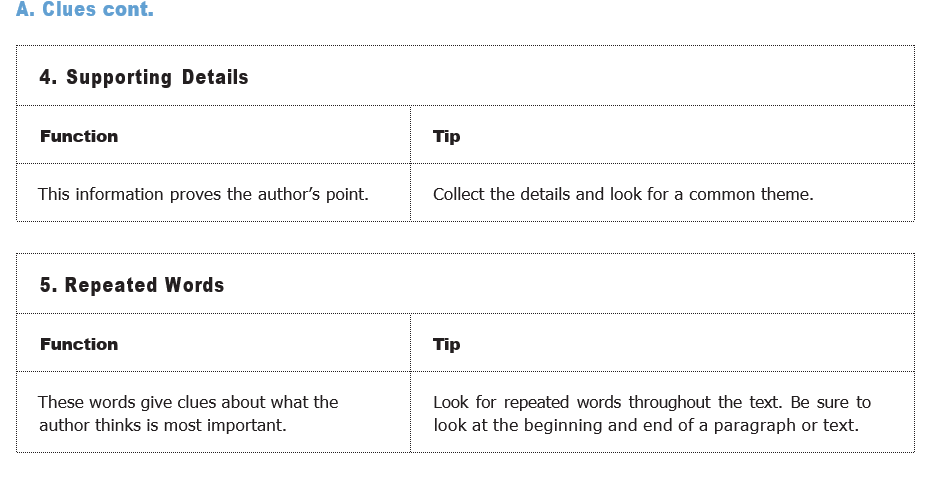 A. Clues cont.
4. Supporting Details
Function
Tip
This information proves the author’s point.
Collect the details and look for a common theme.
5. Repeated Words
Function
Tip
These words give clues about what the
author thinks is most important.
Look for repeated words throughout the text. Be sure to
look at the beginning and end of a paragraph or text.